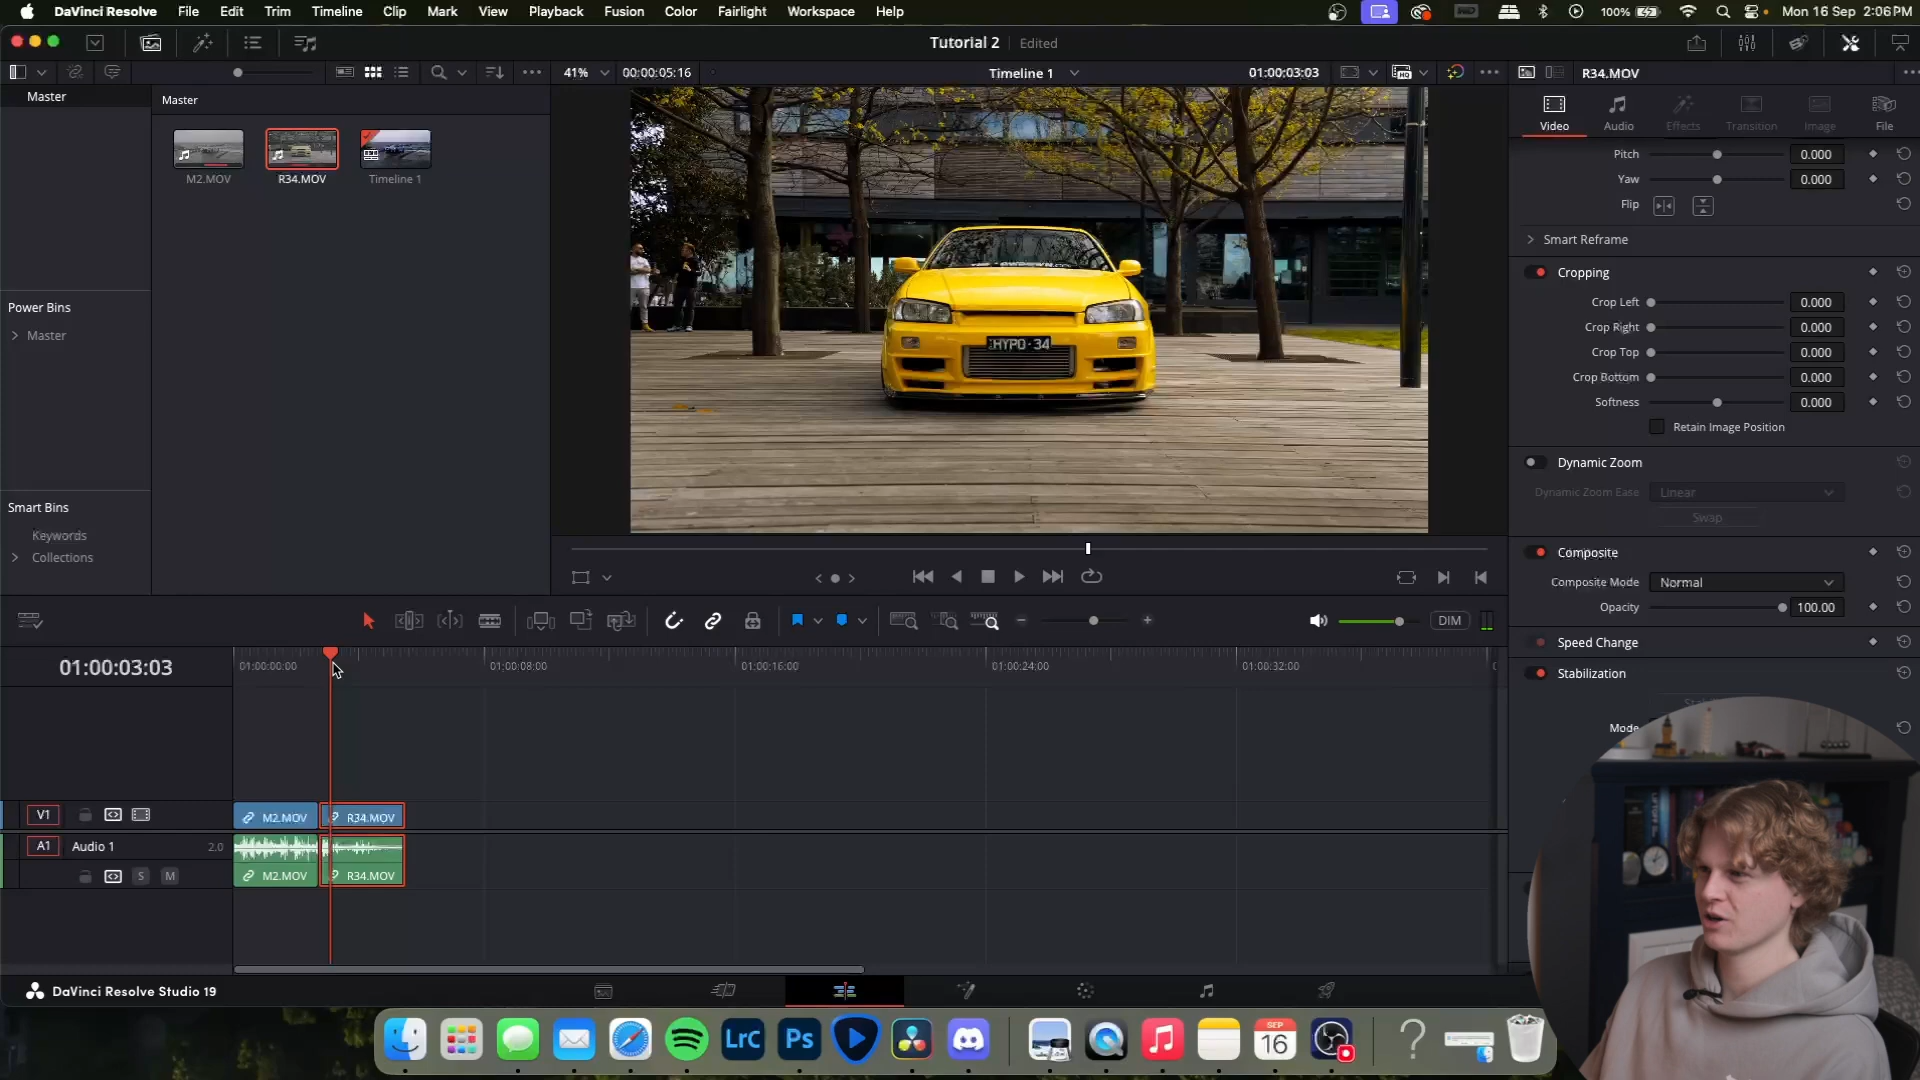 DaVinci Resolve File Edit Trim Timeline Clip Mark View Playback Fusion Color Fairlight Workspace Help 100% Mon 16 Sep 2:06PM
Tutorial 2 Edited
41% 00:00:05:16 Timeline 1 01:00:03:03 R34.MOV
Master
Master
Video Audio Effects Transition Image File
M2.MOV R34.MOV Timeline 1
Pitch 0.000
Yaw 0.000
Flip
Smart Reframe
Cropping
Crop Left 0.000
Power Bins
Crop Right 0.000
Master
HYPO·34
Crop Top 0.000
Crop Bottom 0.000
Softness 0.000
Retain Image Position
Dynamic Zoom
Dynamic Zoom Ease Linear
Smart Bins
Swap
Keywords
Collections
Composite
Composite Mode Normal
Opacity 100.00
DIM
Speed Change
01:00:03:03 01:00:00:00 01:00:08:00 01:00:16:00 01:00:24:00 01:00:32:00
Stabilization
Mode
V1 M2.MOV R34.MOV
A1 Audio 1 2.0
S M M2.MOV R34.MOV
DaVinci Resolve Studio 19
LrC Ps SEP 16